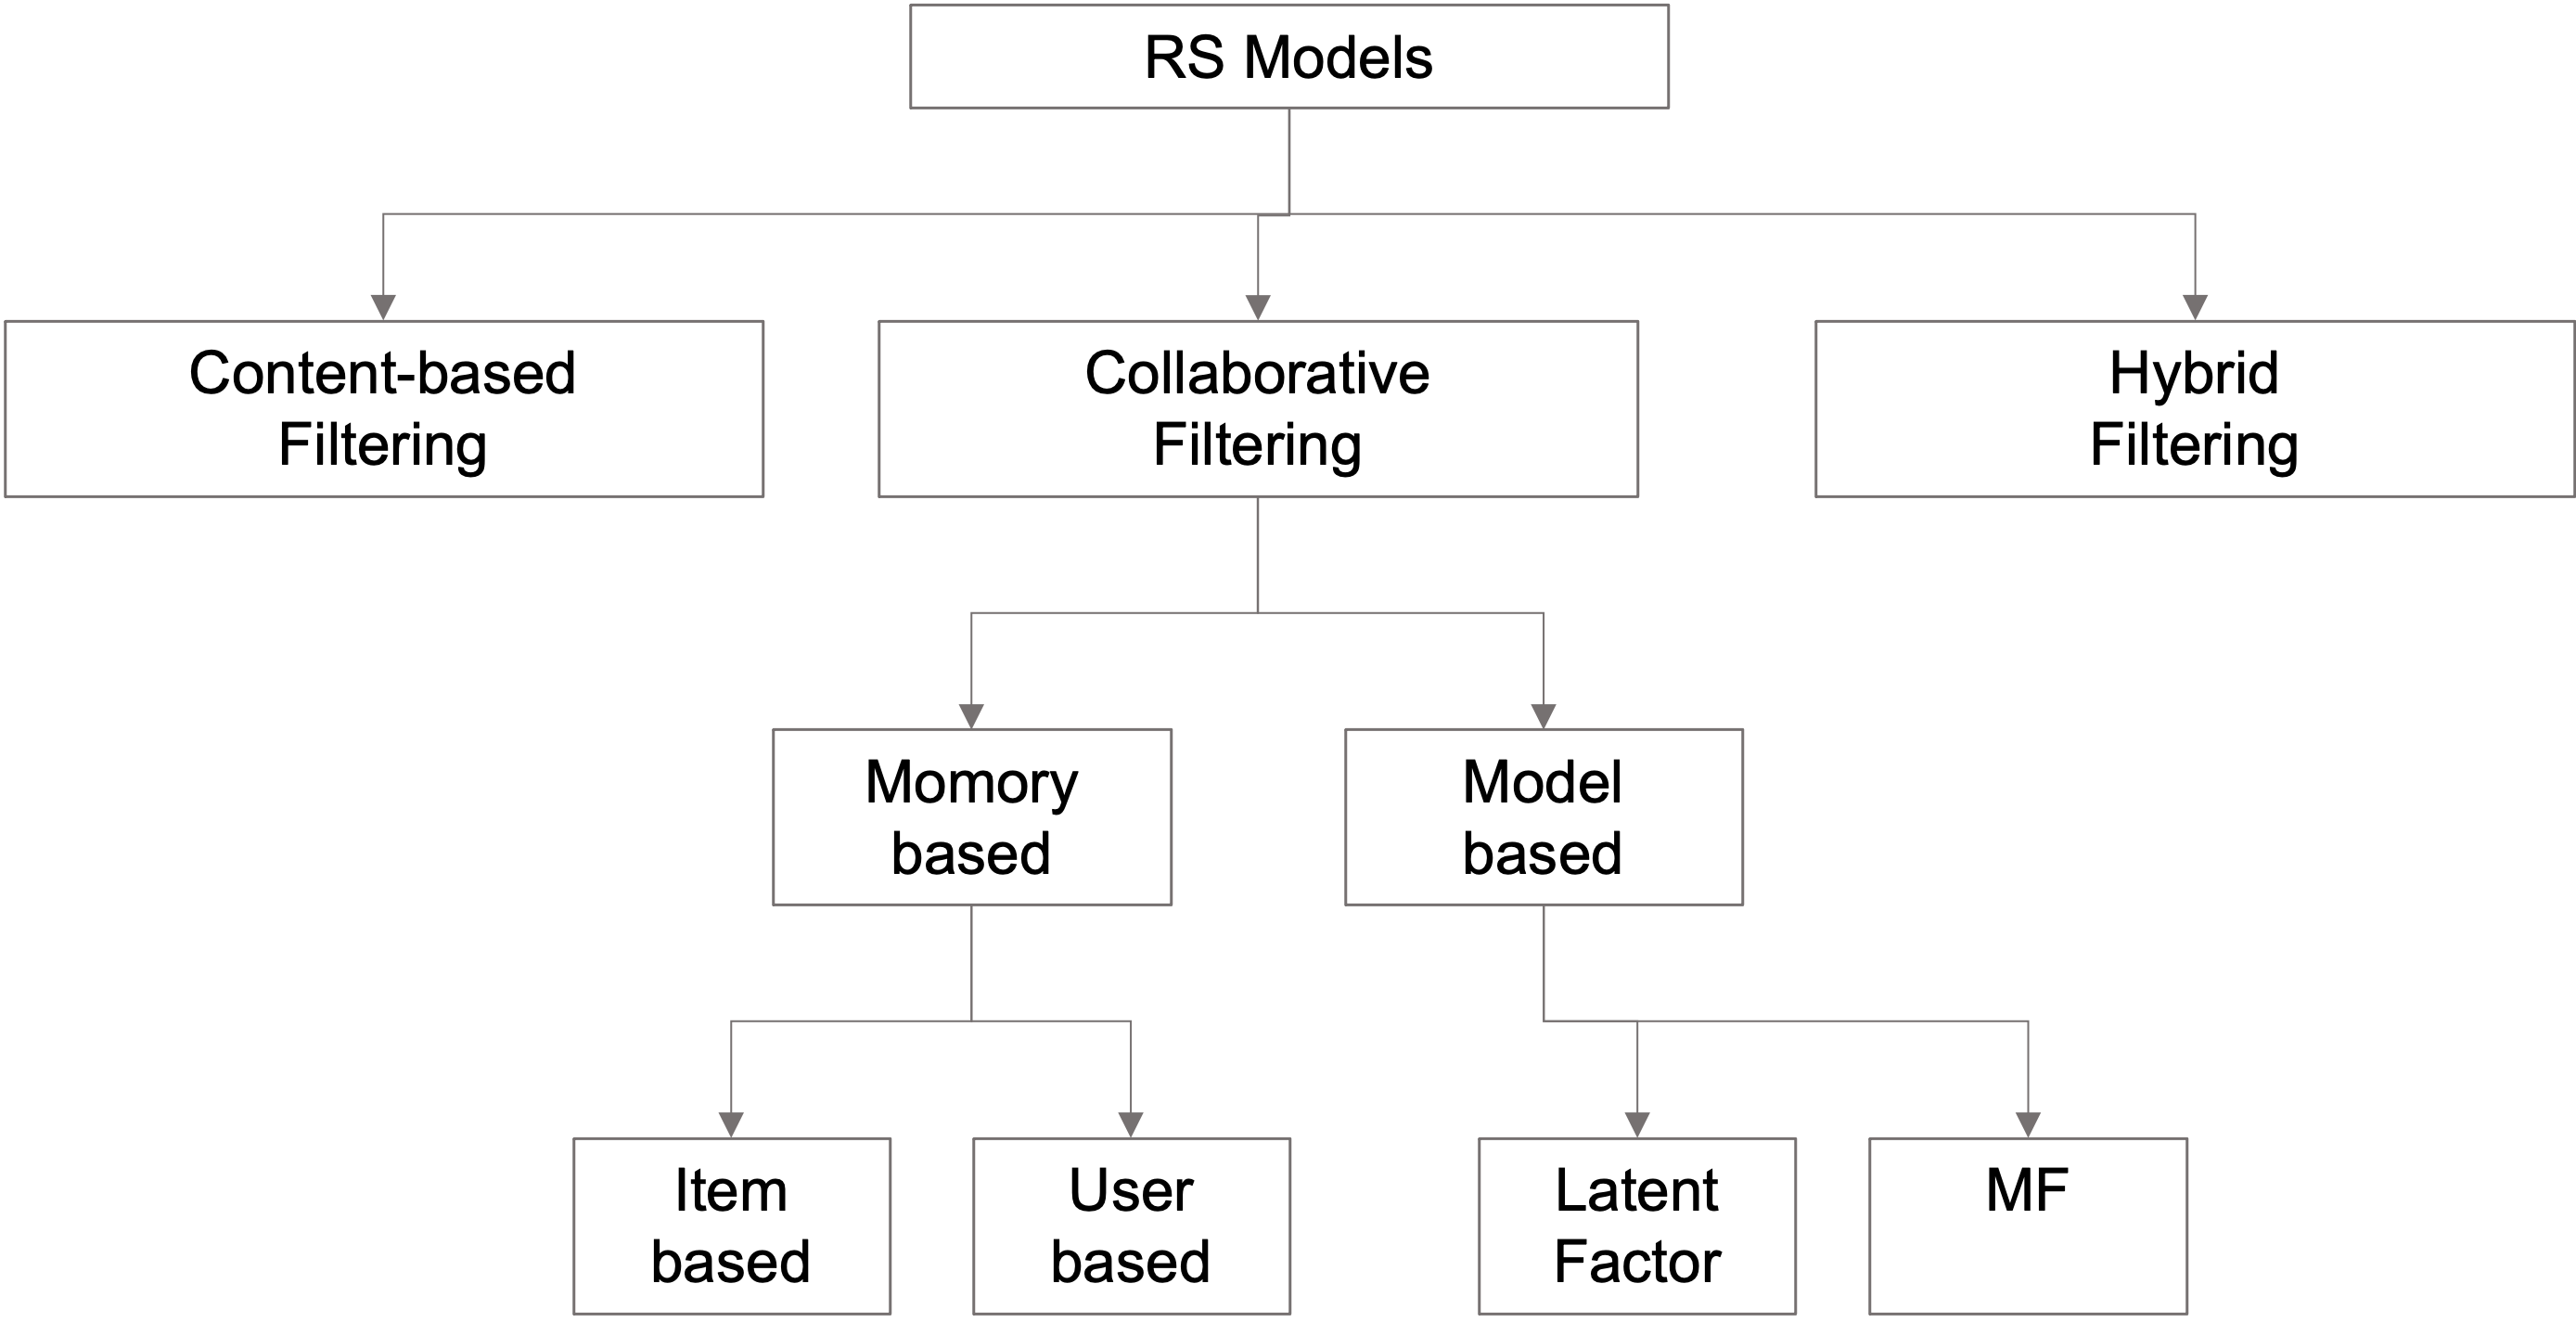 RS Models
Content-based
Filtering
Collaborative
Filtering
Hybrid
Filtering
Momory
based
Model
based
Item
based
User
based
Latent
Factor
MF